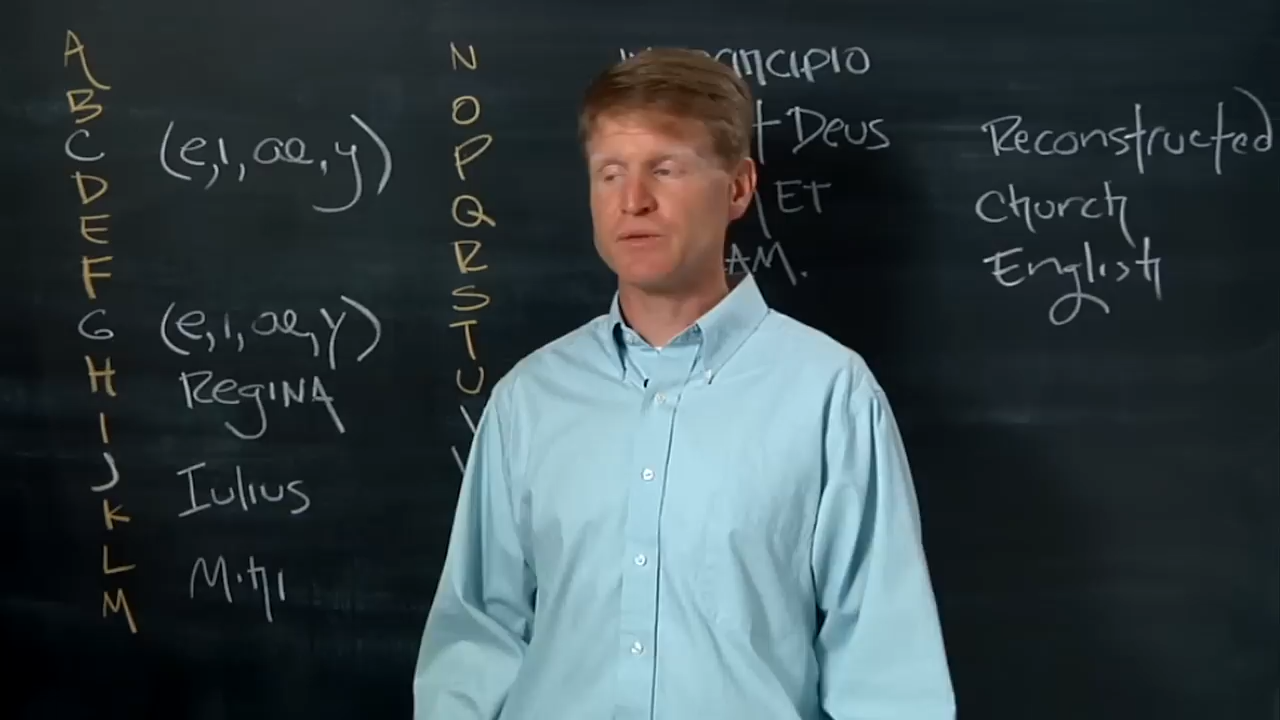 A
B
C (e, i, ae, y)
D
E
F
G (e, i, ae, y)
H Regina
I
J Iulius
K
L
M Mihi
N
O
P
Q
R
S
T
U
Deus
ET
Reconstructed)
Church
English